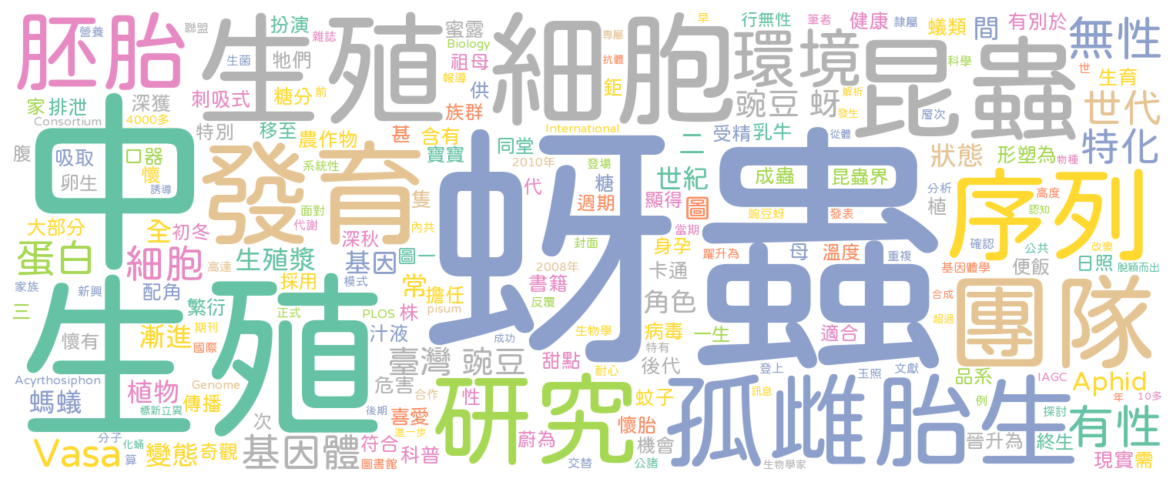 胚胎
生殖細胞
環境
昆蟲
無性
營養
聯盟
扮演
蜜露
Biology
雜誌
專屬
早
行無性
筆者
健康
隸屬
蟻類
間
有別於
生菌
牠們
祖母
報導
抗體
鉅
科學
世
生育
家
排泄
深獲
刺吸式
糖分
前
族群
供
豌豆 蚜
解析
發生
層次
世代
Consortium
4000多
特別
移至
農作物
甚
含有
International
同堂
二
受精
乳牛
從體
登場
狀態
形塑為
物種
特化
腹
吸取
口器
卵生
懷
誘導
中
發育
系統性
寶寶
隻
2010年
代
糖
世紀
週期
成蟲
昆蟲界
顯得
圖
豌豆蚜
發表
植
分析
高度
認知
序列
蚜蟲
大部分
全
初冬
面對
代謝
內共
深秋
當期
身孕
躍升為
母
溫度
重複
確認
公共
改變
基因體學
便飯
日照
脫穎而出
蛋白
細胞
生殖漿
高達
基因
圖一
封面
卡通
2008年
家族
新興
配角
採用
模式
常
擔任
書籍
角色
合成
超過
三
繁衍
期刊
正式
PLOS
株
反覆
pisum
團隊
懷有
漸進
國際
汁液
成功
生物學
病毒
一生
適合
臺灣 豌豆
甜點
特有
後代
登上
文獻
生殖
Acyrthosiphon
植物
Genome
危害
合作
耐心
玉照
品系
IAGC
Aphid
螞蟻
標新立異
傳播
次
後期
喜愛
性
研究
蚊子
訊息
例
年
10多
孤雌胎生
Vasa
分子
化蛹
算
變態
奇觀
基因體
符合
進一步
圖書館
科普
蔚為
懷胎
交替
機會
公諸
生物學家
晉升為
探討
終生
有性
現實
需